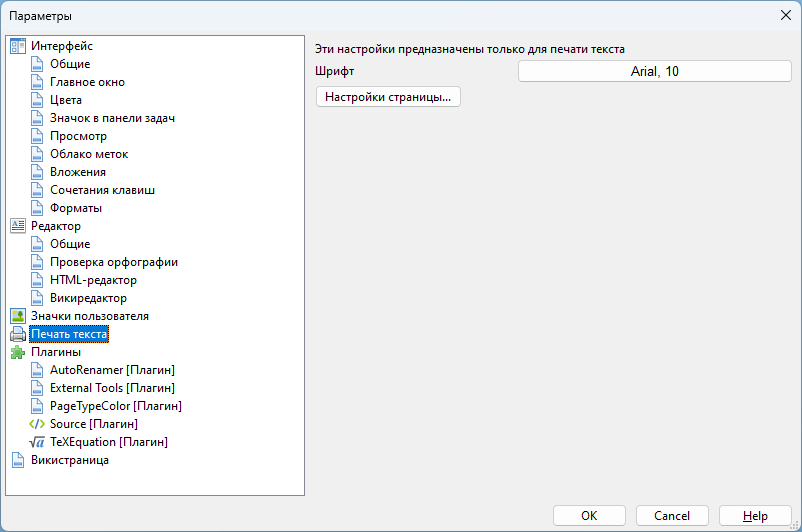 Параметры
Интерфейс
Общие
Главное окно
Цвета
Значок в панели задач
Просмотр
Облако меток
Вложения
Сочетания клавиш
Форматы
Редактор
Общие
Проверка орфографии
HTML-редактор
Викиредактор
Значки пользователя
Печать текста
Плагины
AutoRenamer [Плагин]
External Tools [Плагин]
PageTypeColor [Плагин]
Source [Плагин]
TeXEquation [Плагин]
Викистраница
Эти настройки предназначены только для печати текста
Шрифт Arial, 10
Настройки страницы...
OK Cancel Help